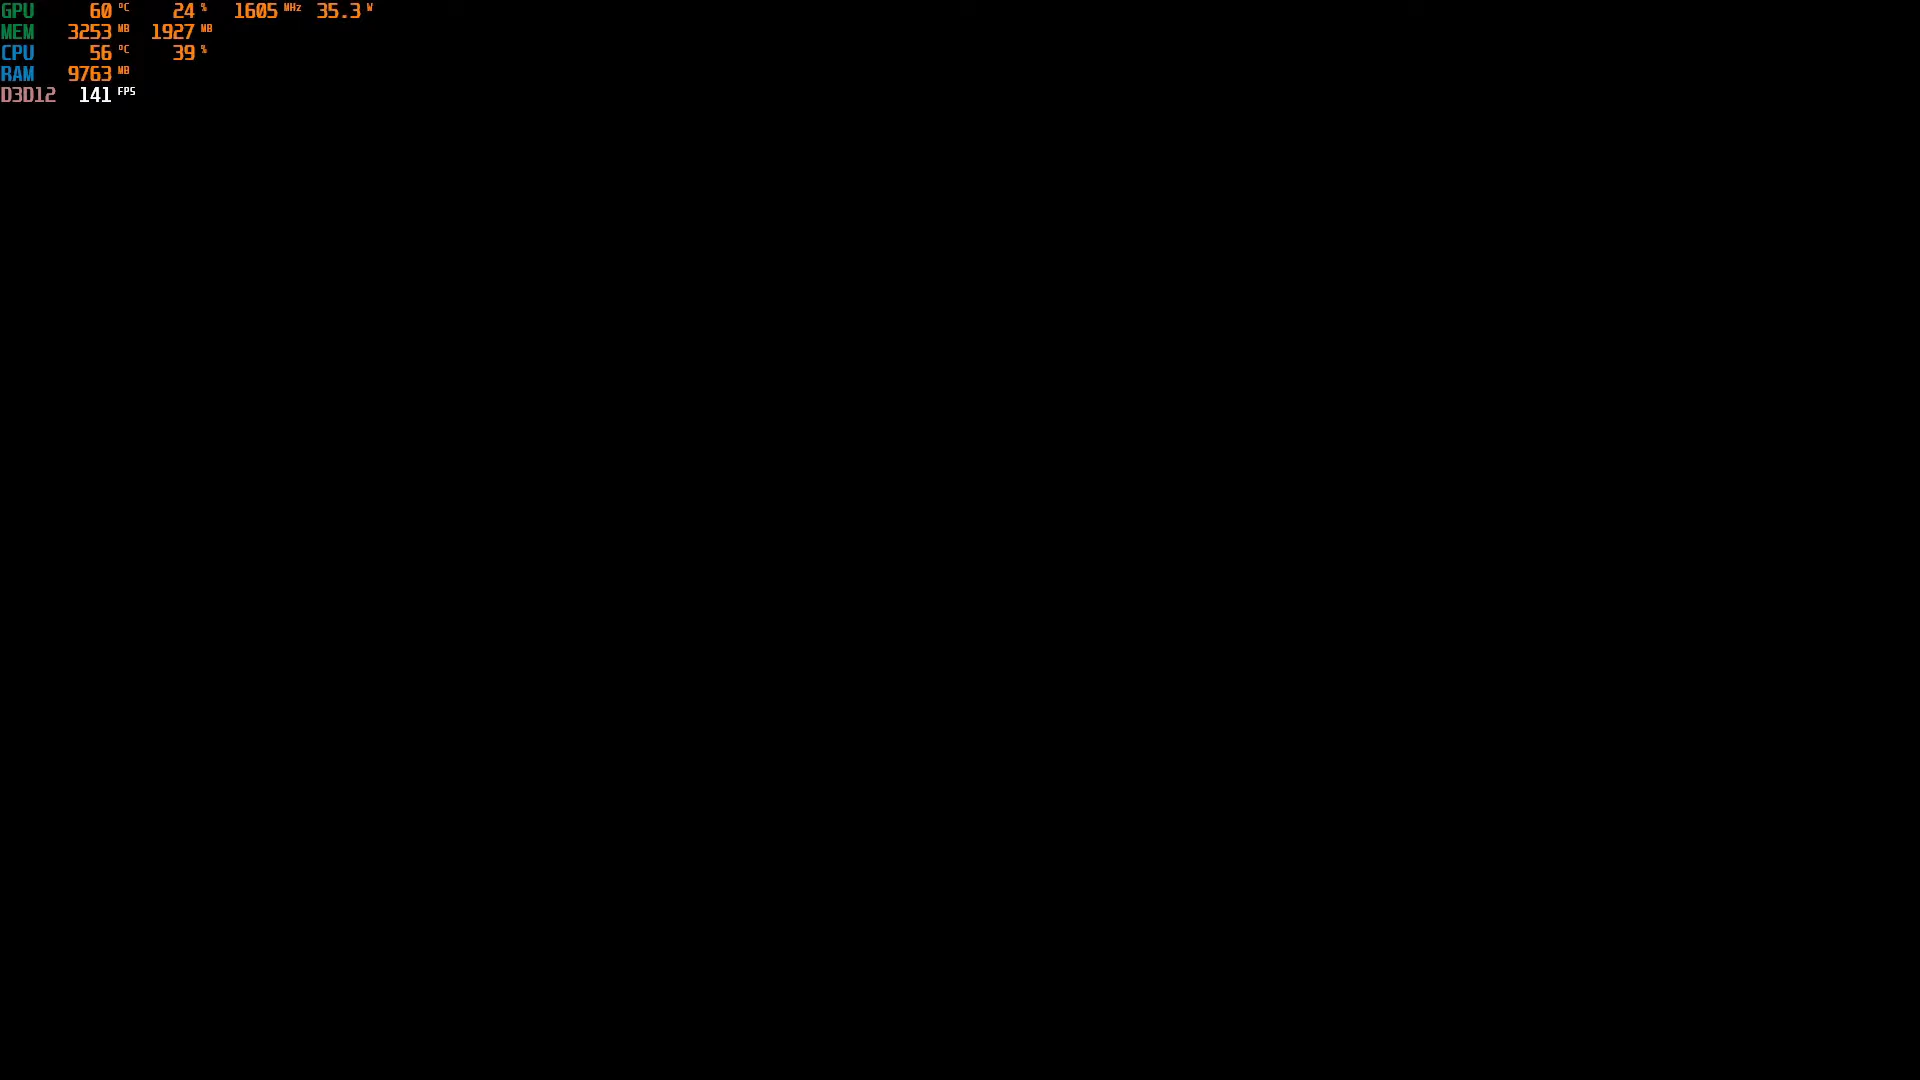 GPU 60 °C 24 % 1605 MHz 35.3 W
MEM 3253 MB 1927 MB
CPU 56 °C 39 %
RAM 9763 MB
D3D12 141 FPS